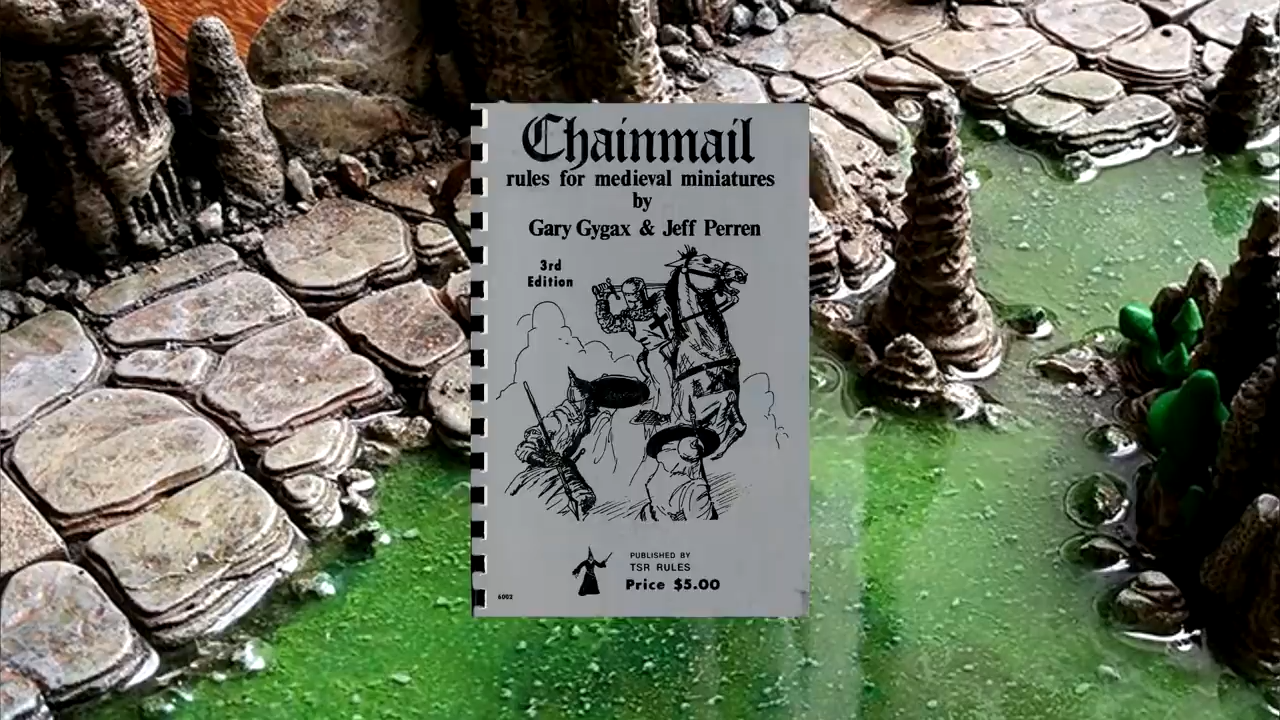 Chainmail
rules for medieval miniatures
by
Gary Gygax & Jeff Perren
3rd
Edition
PUBLISHED BY
TSR RULES
Price $5.00
6002